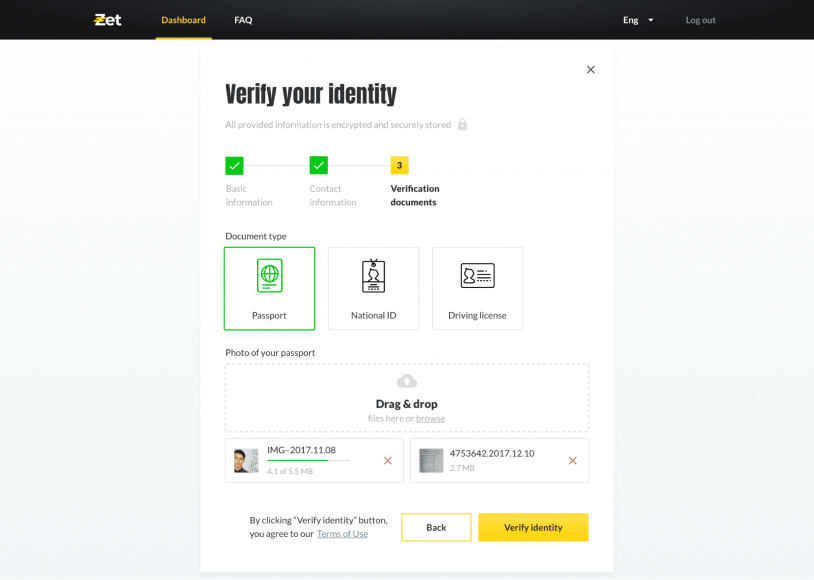 Zet
Dashboard
FAQ
Eng
Log out
Verify your identity
All provided information is encrypted and securely stored
3
Basic
information
Contact
information
Verification
documents
Document type
Passport
National ID
Driving license
Photo of your passport
Drag & drop
files here or browse
IMG-2017.11.08
4.1 of 5.5 MB
4753642.2017.12.10
2.7 MB
By clicking "Verify identity" button,
you agree to our Terms of Use
Back
Verify identity